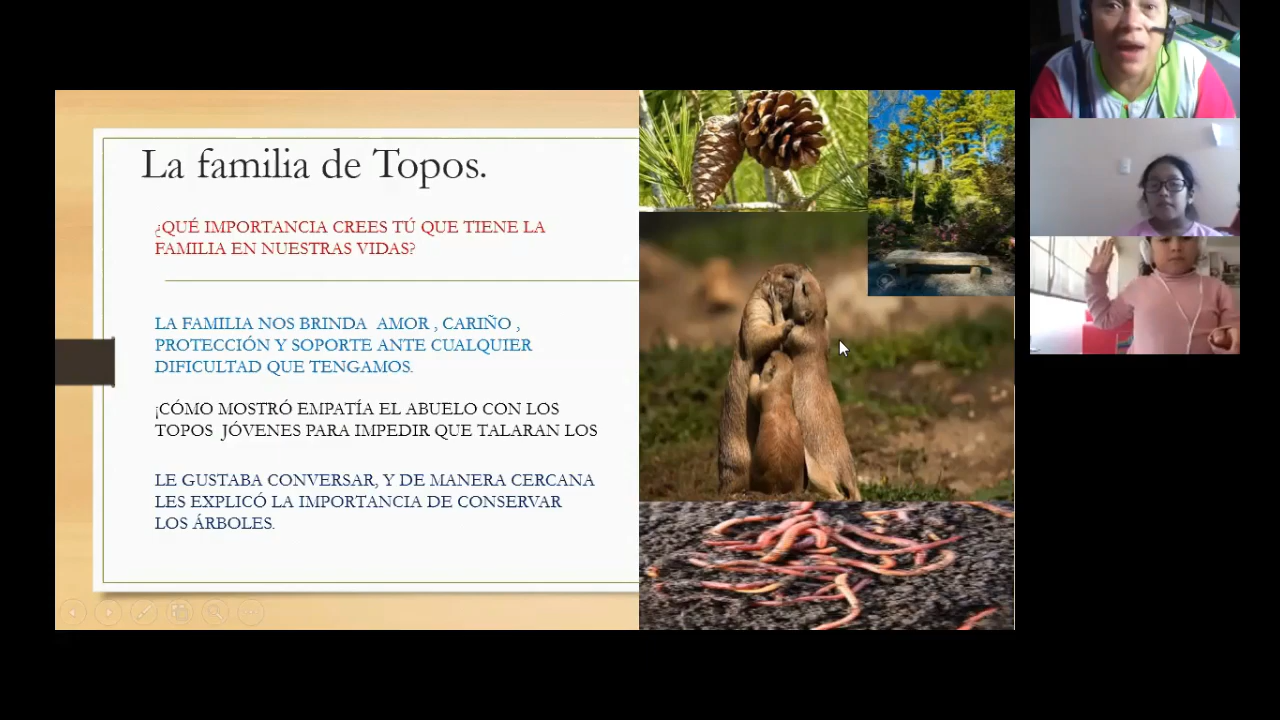 La familia de Topos.
¿QUÉ IMPORTANCIA CREES TÚ QUE TIENE LA
FAMILIA EN NUESTRAS VIDAS?
LA FAMILIA NOS BRINDA AMOR , CARIÑO ,
PROTECCIÓN Y SOPORTE ANTE CUALQUIER
DIFICULTAD QUE TENGAMOS.
¡CÓMO MOSTRÓ EMPATÍA EL ABUELO CON LOS
TOPOS JÓVENES PARA IMPEDIR QUE TALARAN LOS
LE GUSTABA CONVERSAR, Y DE MANERA CERCANA
LES EXPLICÓ LA IMPORTANCIA DE CONSERVAR
LOS ÁRBOLES.